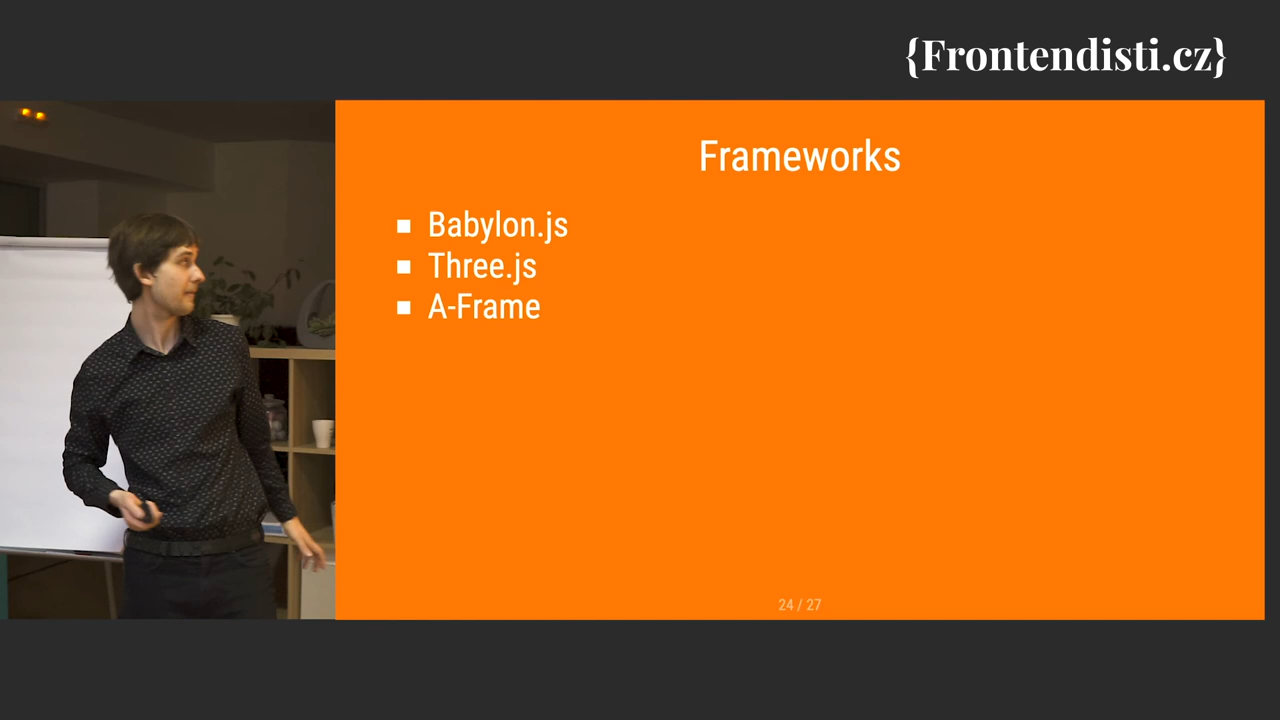 {Frontendisti.cz}
Frameworks
Babylon.js
Three.js
A-Frame
24 / 27